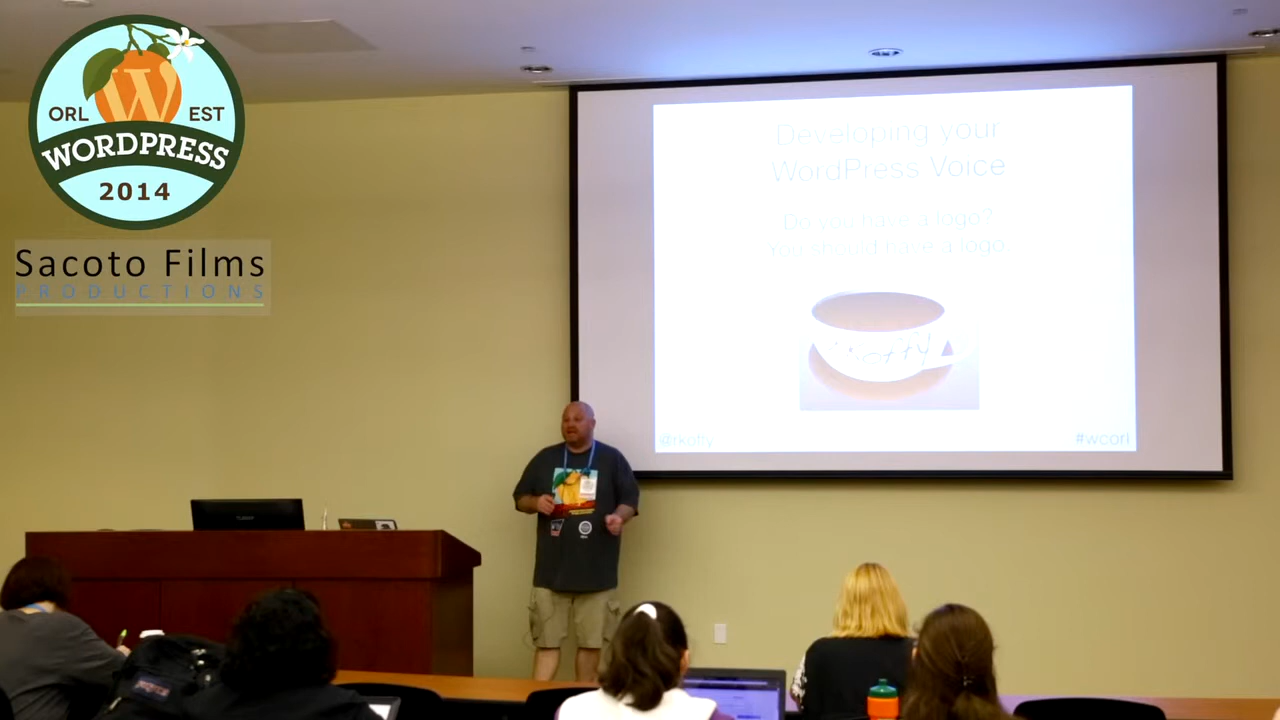 ORL EST
WORDPRESS
2014
Sacoto Films
PRODUCTIONS
Developing your
WordPress Voice
Do you have a logo?
You should have a logo.
@rkoffy
#wcorl